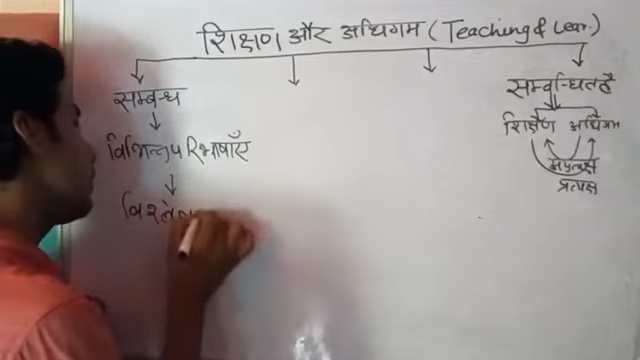 शिक्षण और अधिगम (Teaching & Lear.)
सम्बन्ध
विभिन्न परिभाषाएँ
सम्बन्धित है
शिक्षण अधिगम
अप्रत्यक्ष
प्रत्यक्ष